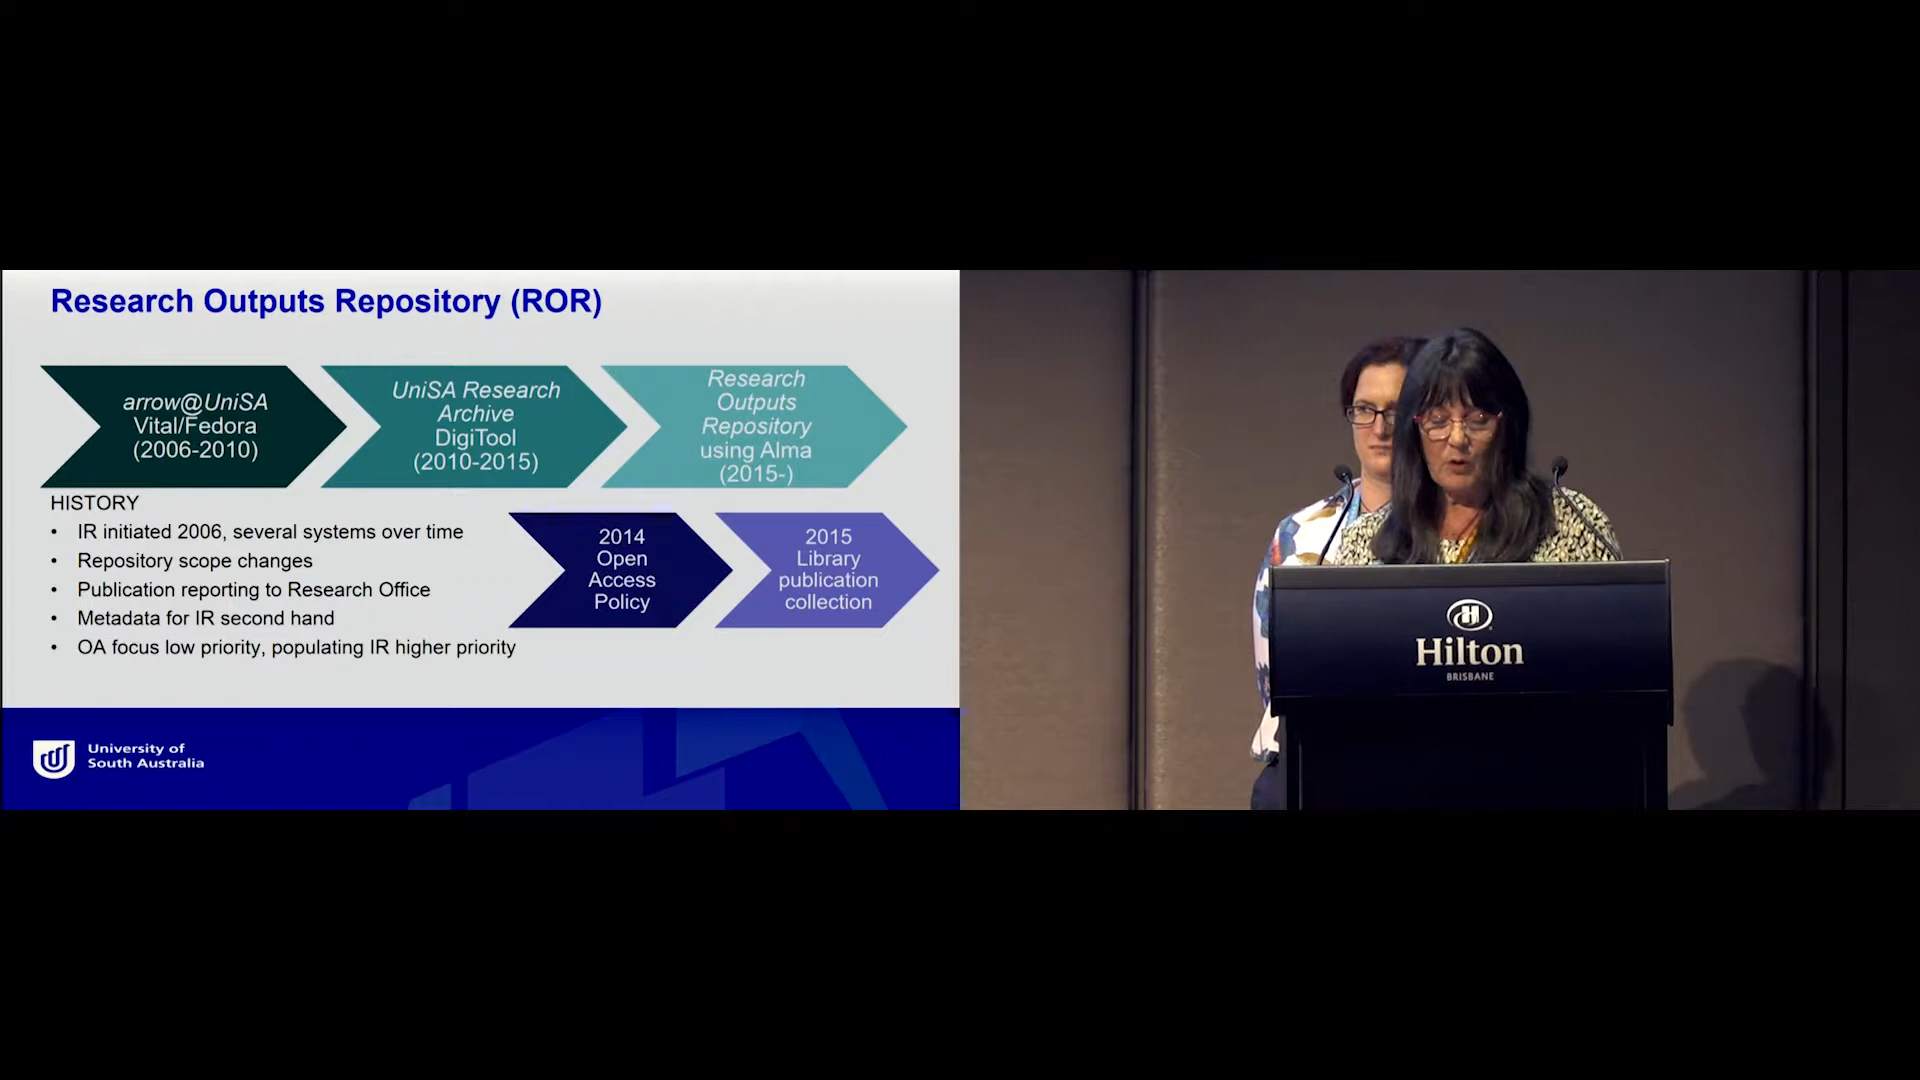 Research Outputs Repository (ROR)
arrow@UniSA
Vital/Fedora
(2006-2010)
UniSA Research
Archive
DigiTool
(2010-2015)
Research
Outputs
Repository
using Alma
(2015-)
HISTORY
• IR initiated 2006, several systems over time
• Repository scope changes
• Publication reporting to Research Office
• Metadata for IR second hand
• OA focus low priority, populating IR higher priority
2014
Open
Access
Policy
2015
Library
publication
collection
University of
South Australia
H
Hilton
BRISBANE